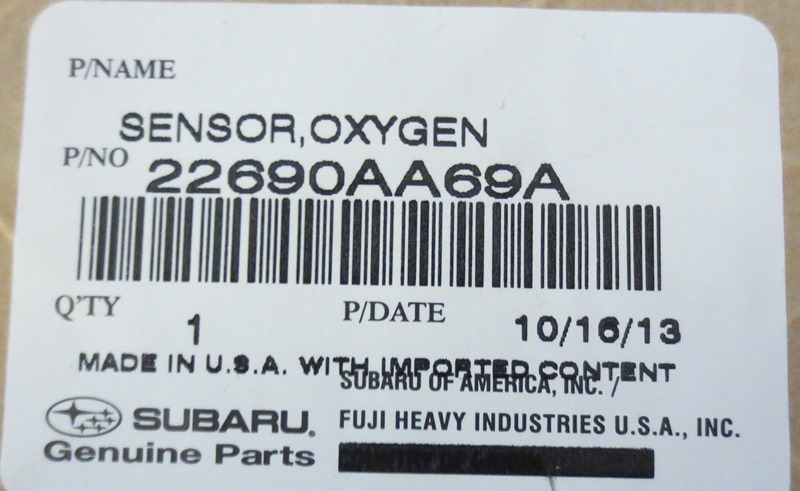 P/NAME
SENSOR,OXYGEN
P/NO 22690AA69A
Q'TY 1 P/DATE 10/16/13
MADE IN U.S.A. WITH IMPORTED CONTENT
SUBARU OF AMERICA, INC. /
SUBARU. FUJI HEAVY INDUSTRIES U.S.A., INC.
Genuine Parts